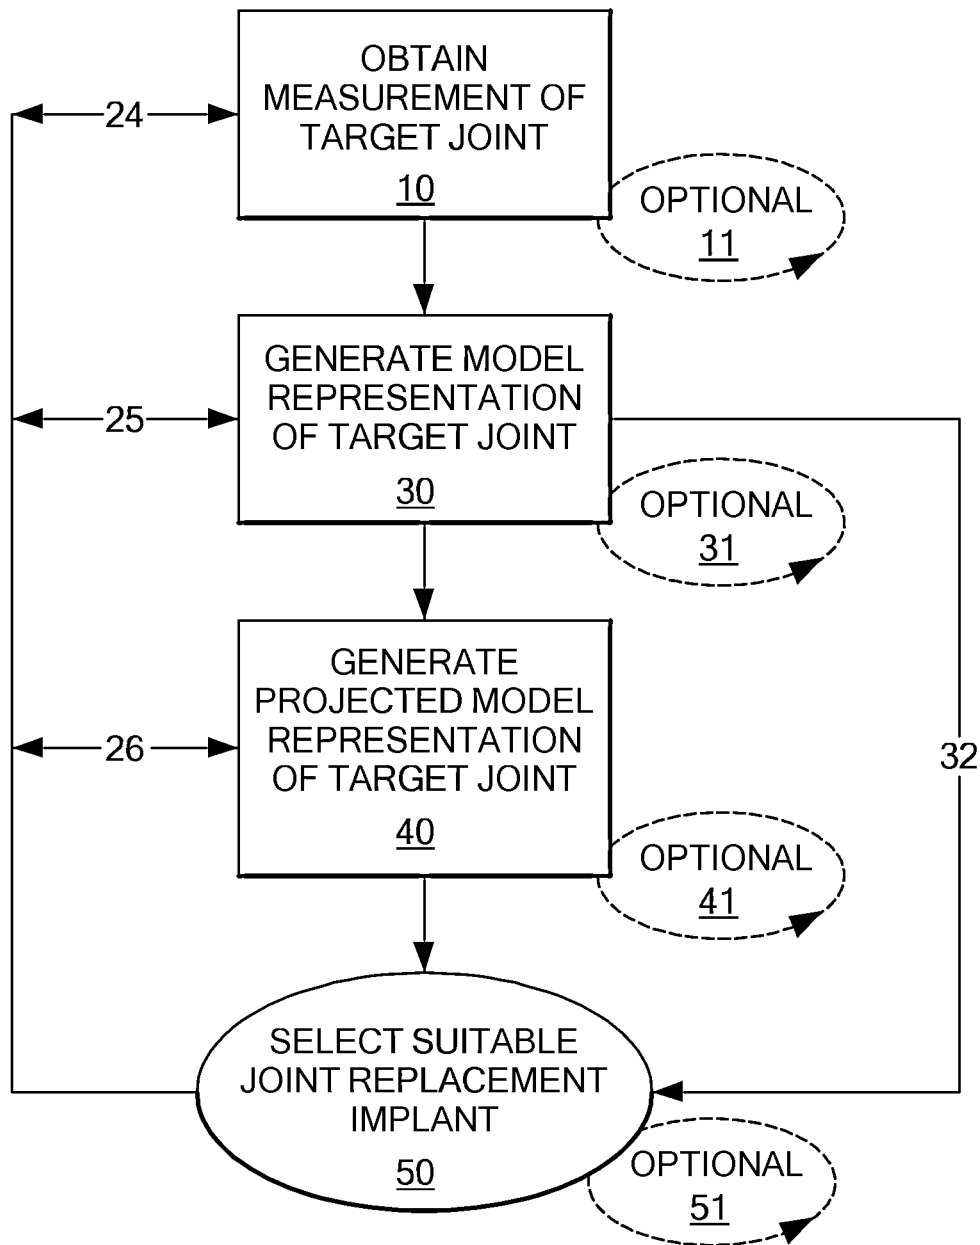 OBTAIN
MEASUREMENT OF
TARGET JOINT
10
24
OPTIONAL
11
GENERATE MODEL
REPRESENTATION
OF TARGET JOINT
30
25
OPTIONAL
31
GENERATE
PROJECTED MODEL
REPRESENTATION
OF TARGET JOINT
40
26
32
OPTIONAL
41
SELECT SUITABLE
JOINT REPLACEMENT
IMPLANT
50
OPTIONAL
51